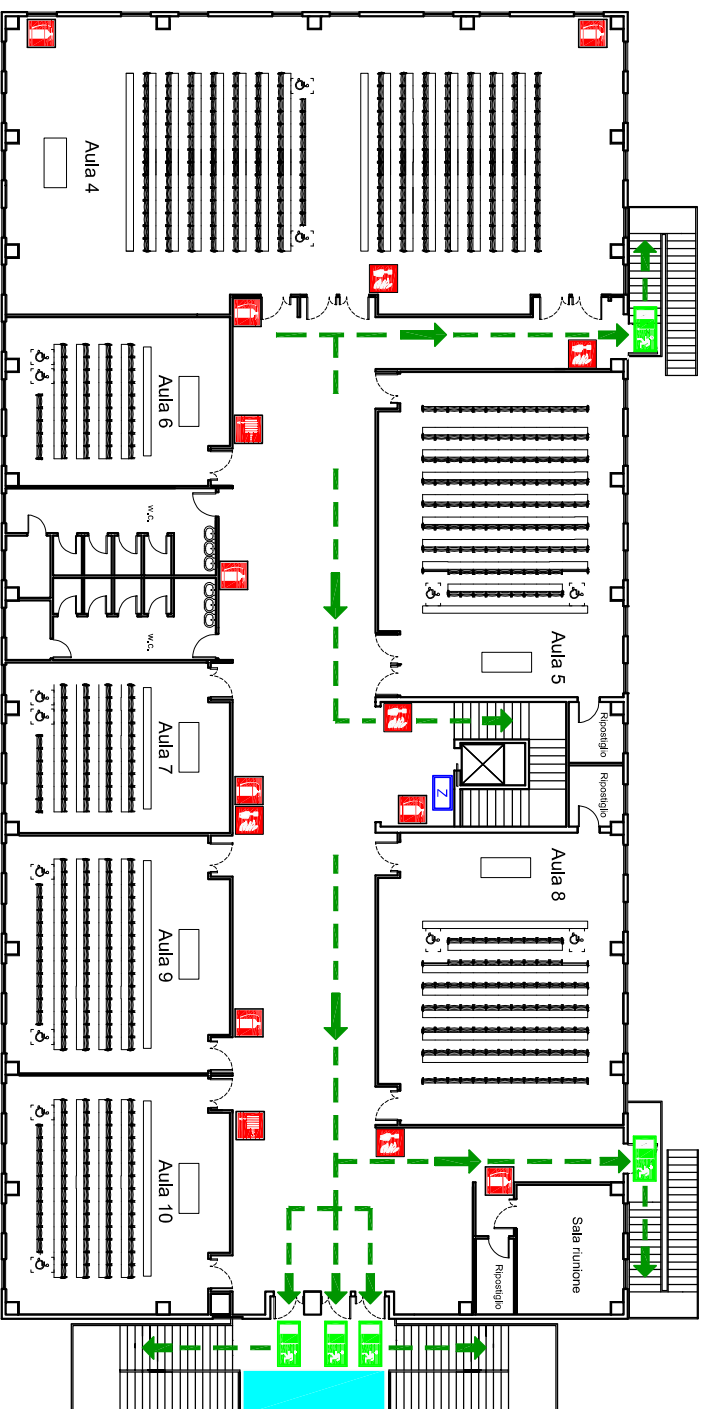 Aula 4
Aula 6
w.c.
w.c.
Aula 5
Aula 7
Ripostiglio
Ripostiglio
Z
Aula 8
Aula 9
Aula 10
Sala riunione
Ripostiglio